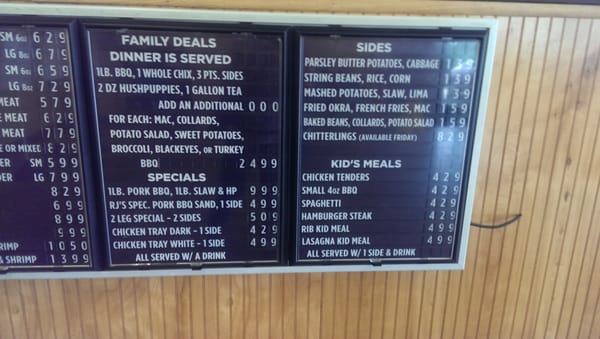 SM 6oz 6 2 9
LG 8oz 6 7 9
SM 6oz 6 5 9
LG 8oz 7 2 9
MEAT 5 7 9
MEAT 6 2 9
MEAT 7 7 9
E OR MIXED 8 2 9
ER SM 5 9 9
DER LG 7 9 9
8 2 9
6 9 9
8 9 9
9 9 9
RIMP 1 0 5 0
& SHRIMP 1 3 9 9
FAMILY DEALS
DINNER IS SERVED
1LB. BBQ, 1 WHOLE CHIX, 3 PTS. SIDES
2 DZ HUSHPUPPIES, 1 GALLON TEA
ADD AN ADDITIONAL 0 0 0
FOR EACH: MAC, COLLARDS,
POTATO SALAD, SWEET POTATOES,
BROCCOLI, BLACKEYES, OR TURKEY
BBQ 2 4 9 9
SPECIALS
1LB. PORK BBQ, 1LB. SLAW & HP 9 9 9
RJ'S SPEC. PORK BBQ SAND, 1 SIDE 4 9 9
2 LEG SPECIAL - 2 SIDES 5 0 9
CHICKEN TRAY DARK - 1 SIDE 4 2 9
CHICKEN TRAY WHITE - 1 SIDE 4 9 9
ALL SERVED W/ A DRINK
SIDES
PARSLEY BUTTER POTATOES, CABBAGE 1 3 9
STRING BEANS, RICE, CORN 1 3 9
MASHED POTATOES, SLAW, LIMA 1 3 9
FRIED OKRA, FRENCH FRIES, MAC 1 5 9
BAKED BEANS, COLLARDS, POTATO SALAD 1 5 9
CHITTERLINGS (AVAILABLE FRIDAY) 8 2 9
KID'S MEALS
CHICKEN TENDERS 4 2 9
SMALL 4oz BBQ 4 2 9
SPAGHETTI 4 2 9
HAMBURGER STEAK 4 2 9
RIB KID MEAL 4 9 9
LASAGNA KID MEAL 4 9 9
ALL SERVED W/ 1 SIDE & DRINK